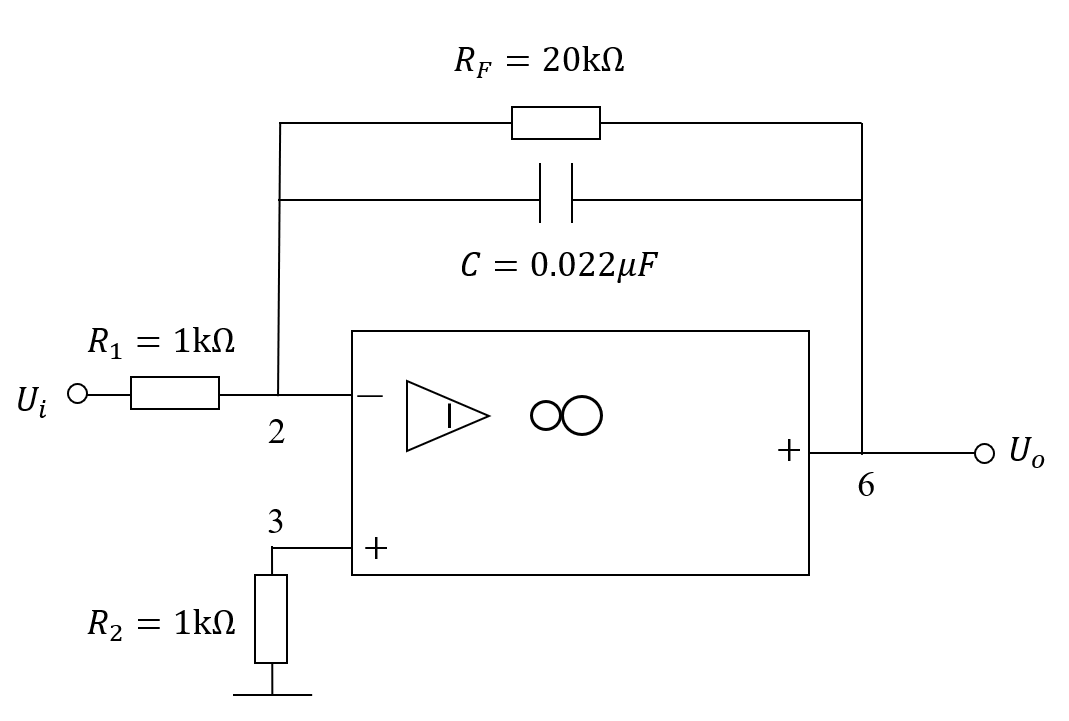 R_F = 20kΩ
C = 0.022μF
R_1 = 1kΩ
U_i
2
−
∞
+
U_o
6
3
+
R_2 = 1kΩ